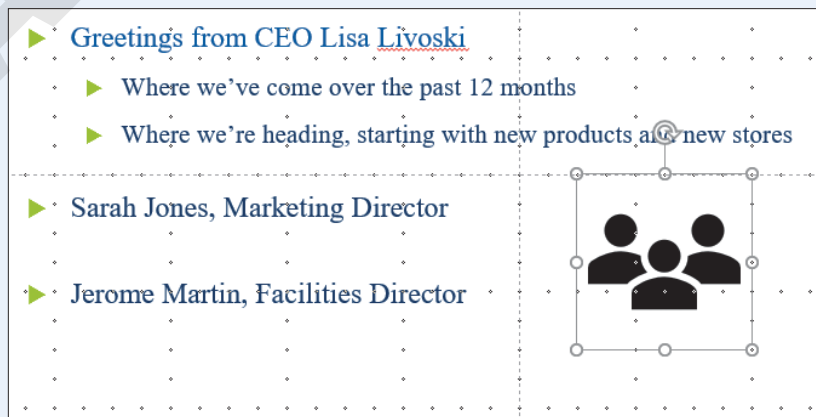 Greetings from CEO Lisa Livoski
Where we’ve come over the past 12 months
Where we’re heading, starting with new products and new stores
Sarah Jones, Marketing Director
Jerome Martin, Facilities Director